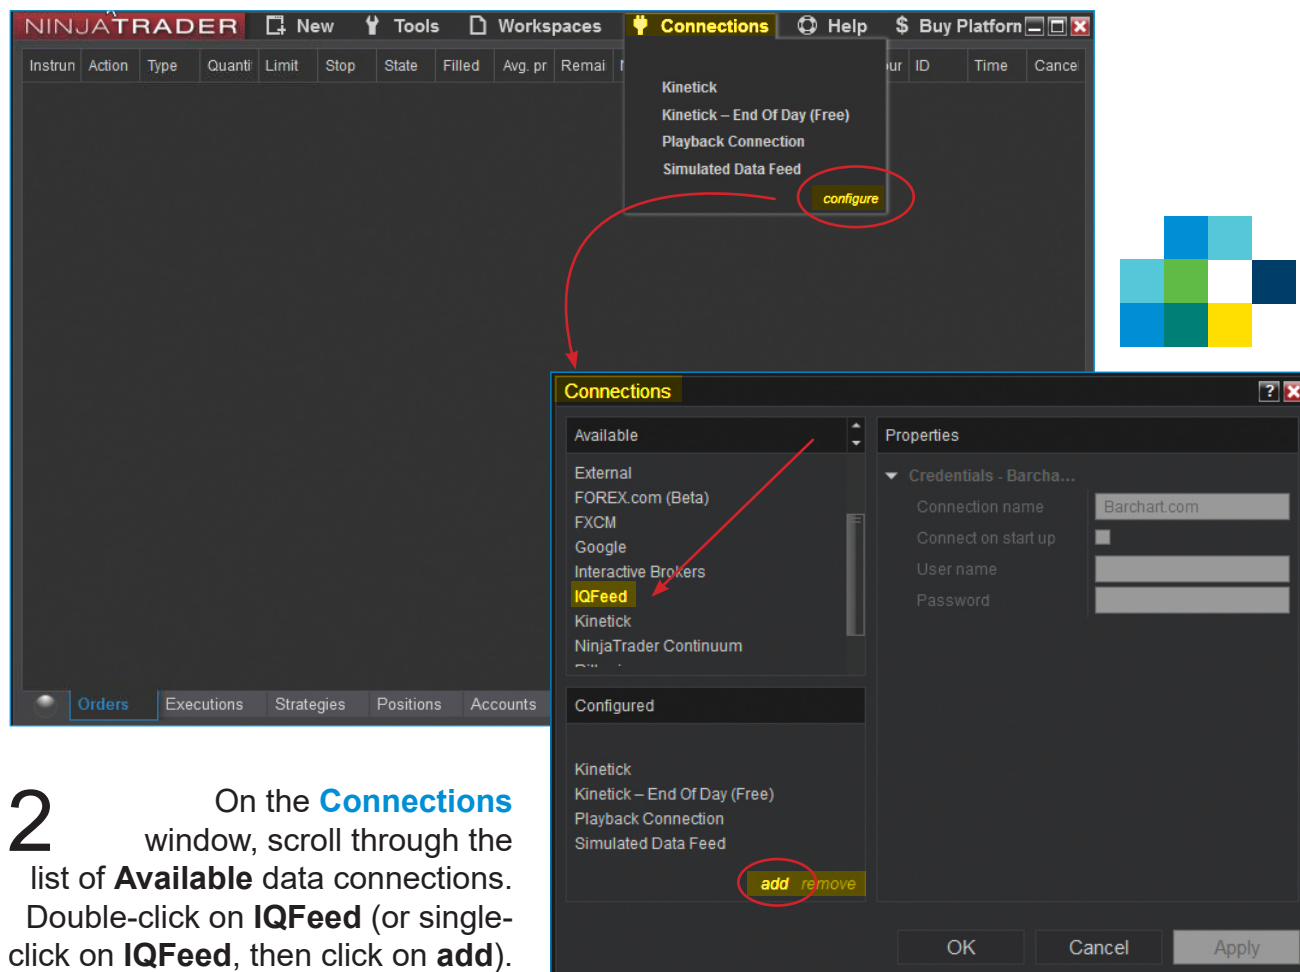 NINJATRADER New Tools Workspaces Connections Help $ Buy Platform
Instrun Action Type Quanti Limit Stop State Filled Avg. pr Remai ur ID Time Cance
Kinetick
Kinetick – End Of Day (Free)
Playback Connection
Simulated Data Feed
configure
Orders Executions Strategies Positions Accounts
Connections ?
Available
External
FOREX.com (Beta)
FXCM
Google
Interactive Brokers
IQFeed
Kinetick
NinjaTrader Continuum
Configured
Kinetick
Kinetick – End Of Day (Free)
Playback Connection
Simulated Data Feed
add remove
Properties
Credentials - Barcha...
Connection name Barchart.com
Connect on start up
User name
Password
OK Cancel Apply
2 On the Connections
window, scroll through the
list of Available data connections.
Double-click on IQFeed (or single-
click on IQFeed, then click on add).